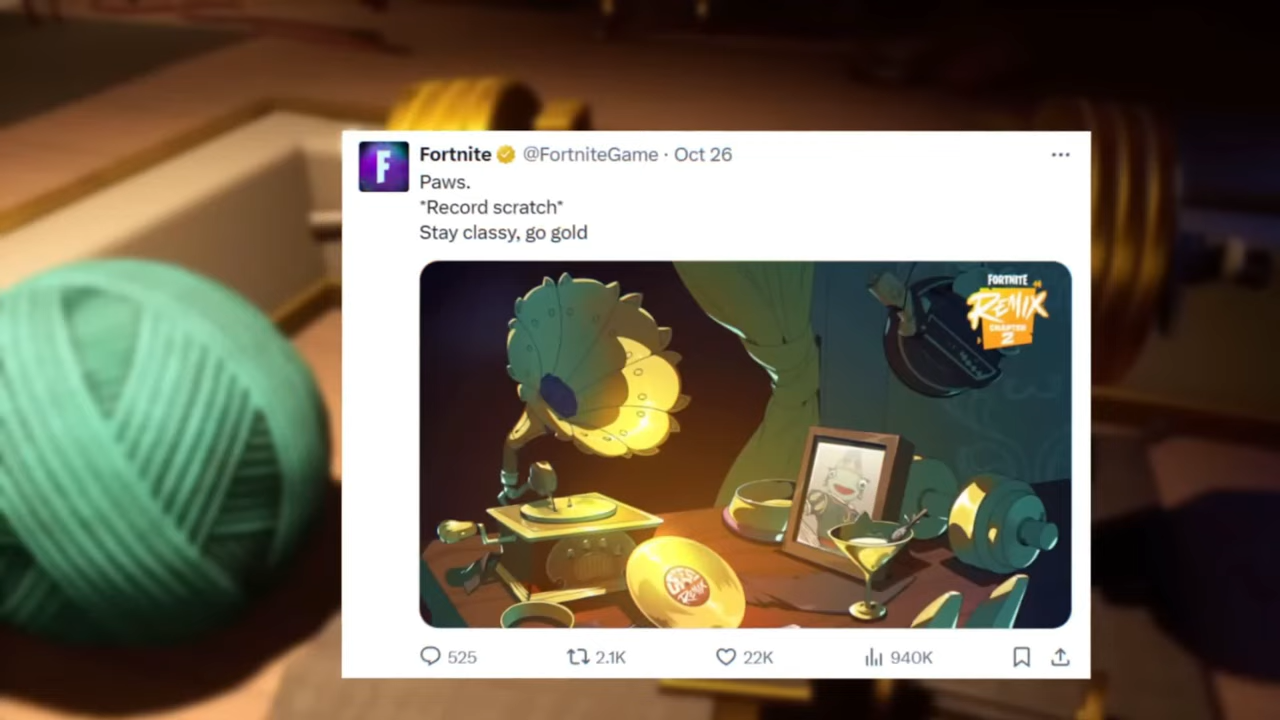 Fortnite @FortniteGame · Oct 26
Paws.
*Record scratch*
Stay classy, go gold
FORTNITE
REMIX
CHAPTER
2
REMIX
525 2.1K 22K 940K